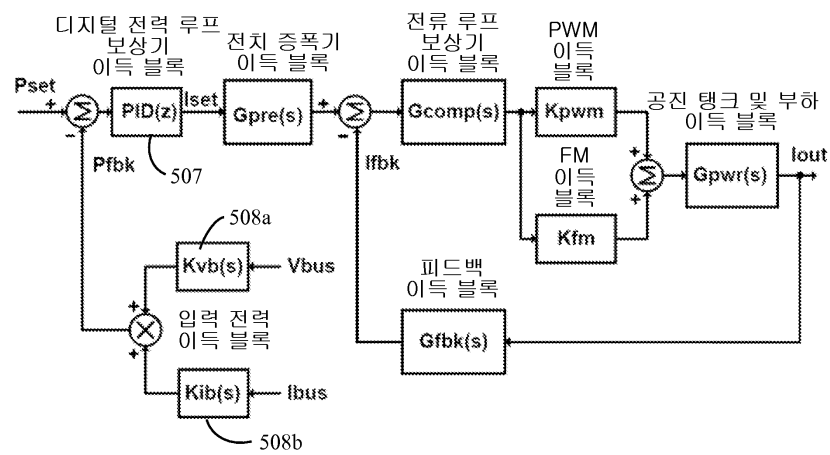 디지털 전력 루프
보상기
이득 블록
전치 증폭기
이득 블록
전류 루프
보상기
이득 블록
PWM
이득
블록
공진 탱크 및 부하
이득 블록
Pset
+
Σ
-
PID(z)
Iset
Gpre(s)
+
Σ
-
Gcomp(s)
Kpwm
Pfbk
507
Ifbk
FM
이득
블록
+
Σ
+
Gpwr(s)
Iout
Kfm
508a
Kvb(s)
Vbus
+
X
+
입력 전력
이득 블록
피드백
이득 블록
Gfbk(s)
Kib(s)
Ibus
508b